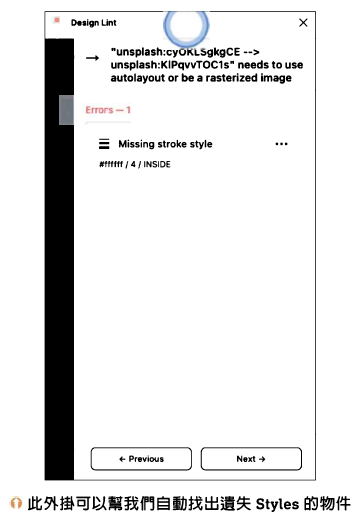 Design Lint
→ "unsplash:cyOKLSgkgCE -->
unsplash:KIPqvvTOC1s" needs to use
autolayout or be a rasterized image
Errors — 1
Missing stroke style
#ffffff / 4 / INSIDE
← Previous
Next →
此外掛可以幫我們自動找出遺失 Styles 的物件